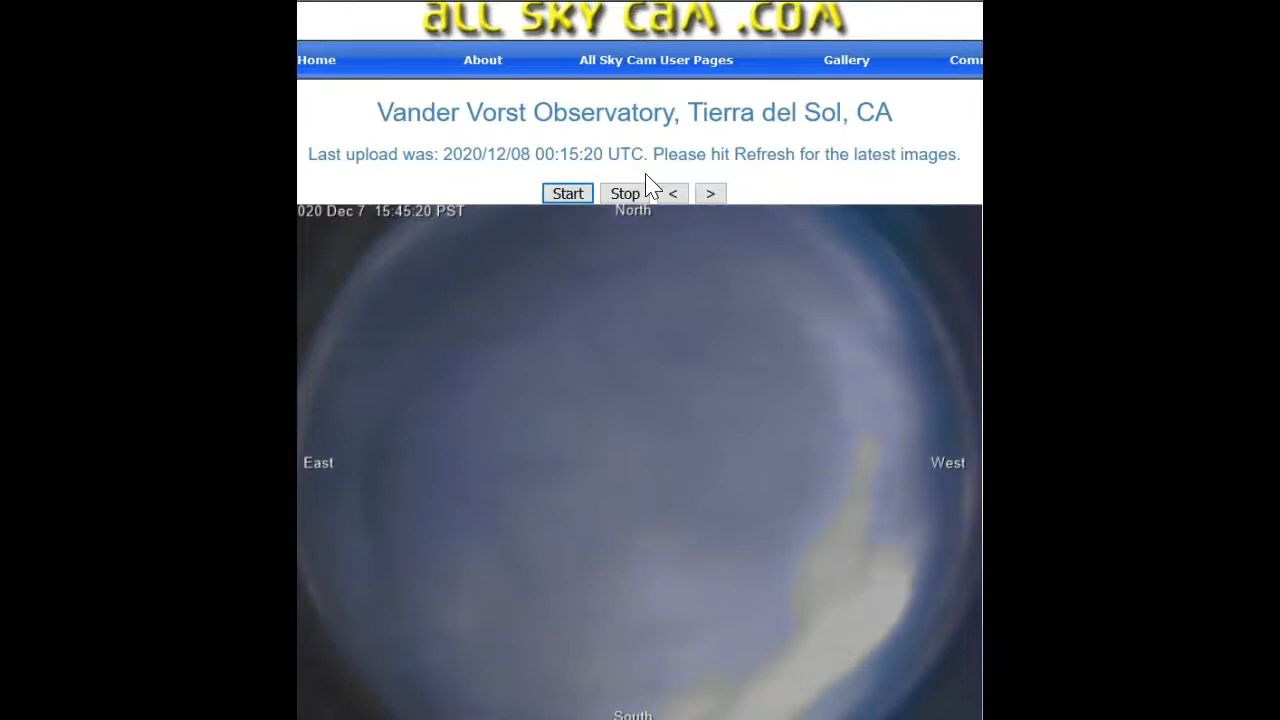 ALL SKY CAM .COM
Home About All Sky Cam User Pages Gallery Com
Vander Vorst Observatory, Tierra del Sol, CA
Last upload was: 2020/12/08 00:15:20 UTC. Please hit Refresh for the latest images.
Start Stop < >
020 Dec 7 15:45:20 PST
North
East West
South